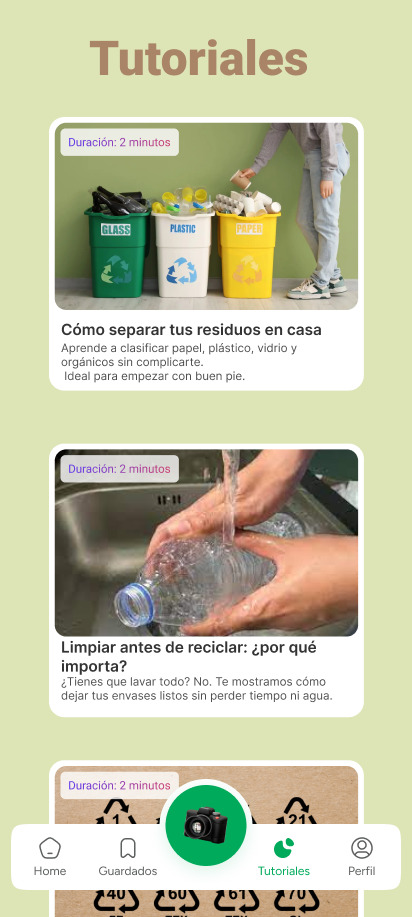 Tutoriales
Duración: 2 minutos
GLASS
PLASTIC
PAPER
Cómo separar tus residuos en casa
Aprende a clasificar papel, plástico, vidrio y
orgánicos sin complicarte.
Ideal para empezar con buen pie.
Duración: 2 minutos
Limpiar antes de reciclar: ¿por qué
importa?
¿Tienes que lavar todo? No. Te mostramos cómo
dejar tus envases listos sin perder tiempo ni agua.
Duración: 2 minutos
1
21
Home
Guardados
Tutoriales
Perfil
40
60
61
70